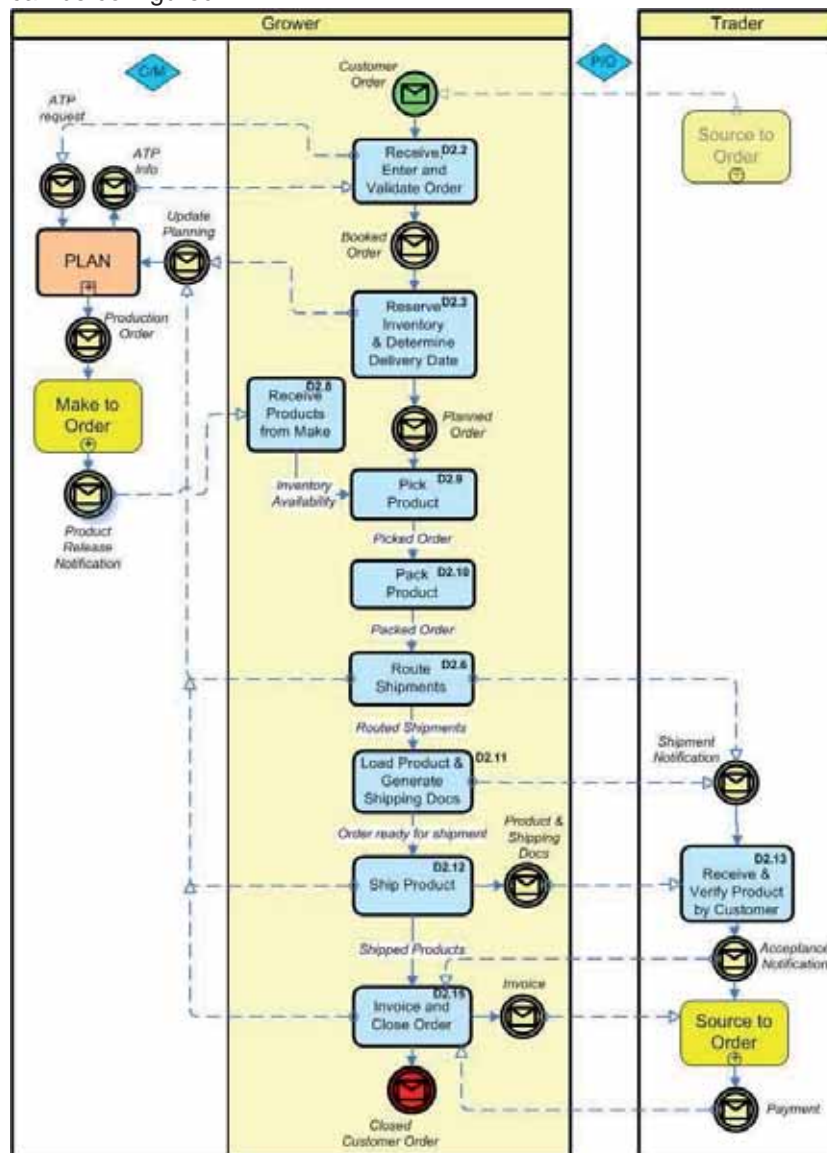 Grower
Trader
C/M
P/O
Customer
Order
ATP
request
ATP
Info
D2.2
Receive,
Enter and
Validate Order
Source to
Order
Update
Planning
Booked
Order
PLAN
Production
Order
D2.3
Reserve
Inventory
& Determine
Delivery Date
D2.8
Receive
Products
from Make
Make to
Order
Planned
Order
Inventory
Availability
D2.9
Pick
Product
Product
Release
Notification
Picked Order
D2.10
Pack
Product
Packed Order
D2.6
Route
Shipments
Routed Shipments
Shipment
Notification
D2.11
Load Product &
Generate
Shipping Docs
Order ready for shipment
Product &
Shipping
Docs
D2.12
Ship Product
D2.13
Receive &
Verify Product
by Customer
Shipped Products
Acceptance
Notification
D2.15
Invoice and
Close Order
Invoice
Source to
Order
Closed
Customer Order
Payment